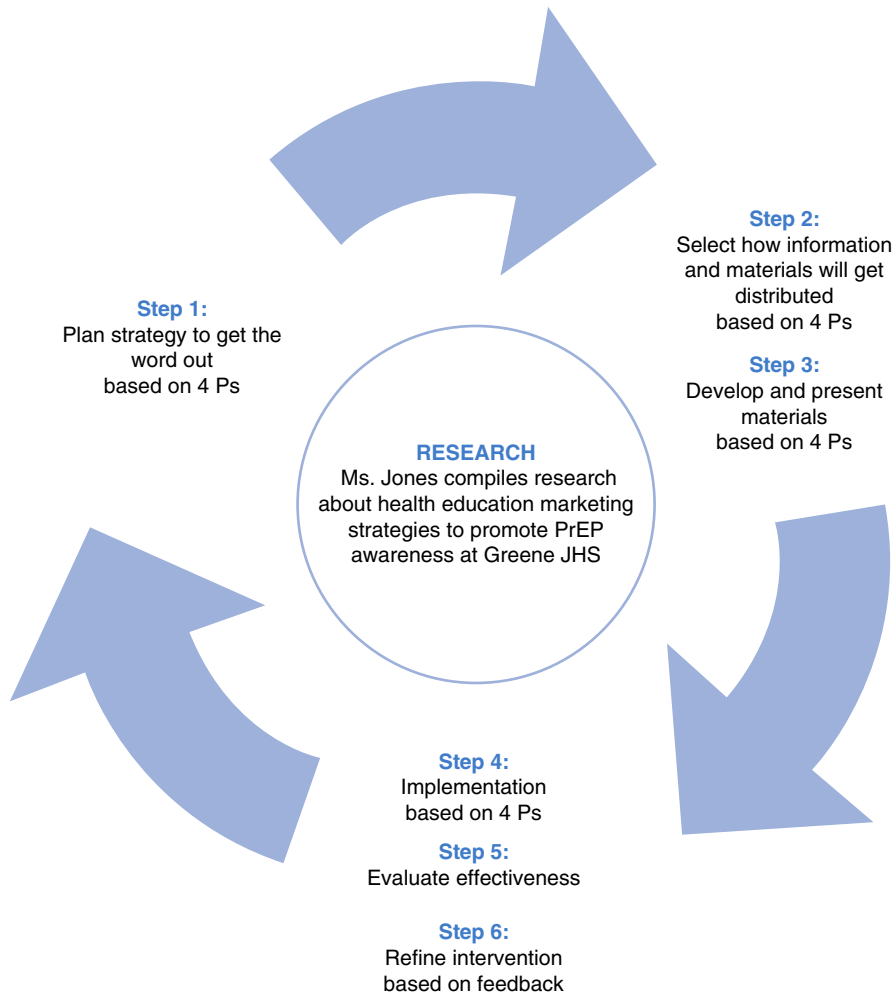 Step 1:
Plan strategy to get the
word out
based on 4 Ps
Step 2:
Select how information
and materials will get
distributed
based on 4 Ps
Step 3:
Develop and present
materials
based on 4 Ps
RESEARCH
Ms. Jones compiles research
about health education marketing
strategies to promote PrEP
awareness at Greene JHS
Step 4:
Implementation
based on 4 Ps
Step 5:
Evaluate effectiveness
Step 6:
Refine intervention
based on feedback